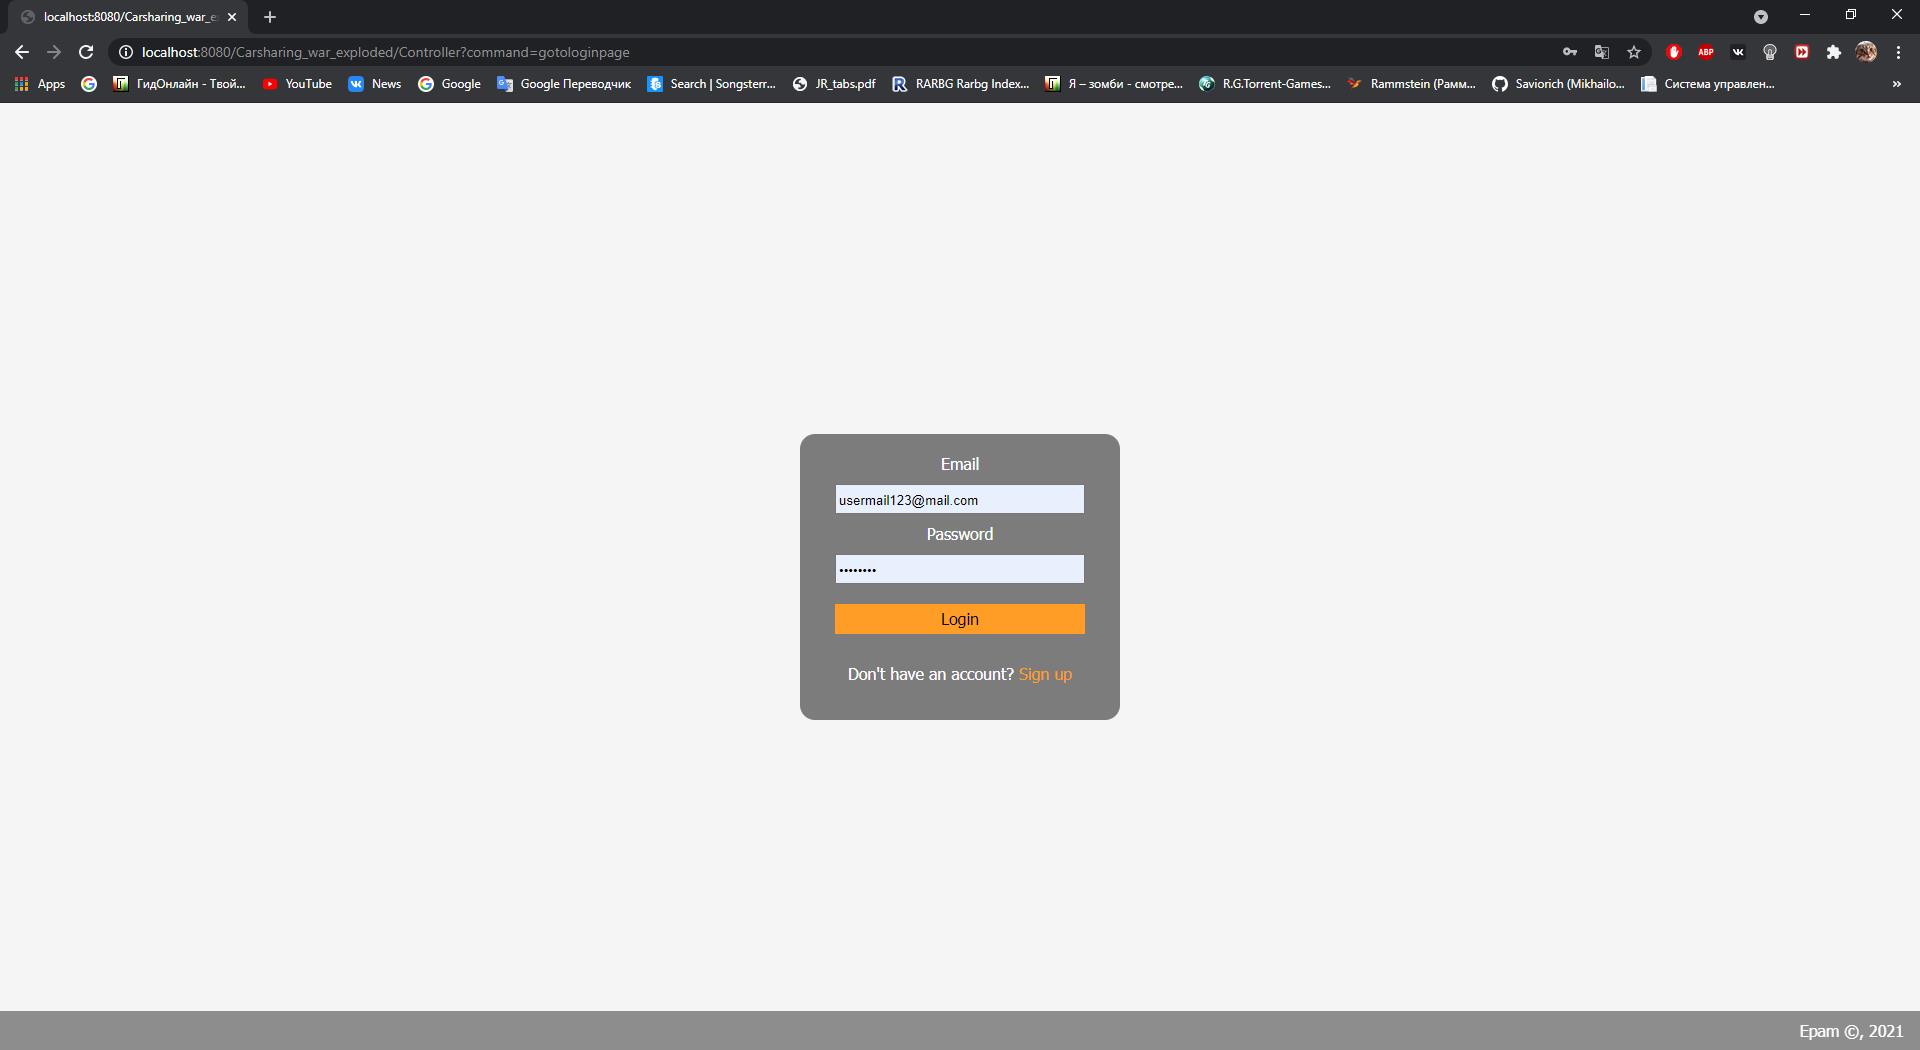 localhost:8080/Carsharing_war_e
localhost:8080/Carsharing_war_exploded/Controller?command=gotologinpage
ABP
Apps
ГидОнлайн - Твой...
YouTube
News
Google
Google Переводчик
Search | Songsterr...
JR_tabs.pdf
RARBG Rarbg Index...
Я – зомби - смотре...
R.G.Torrent-Games...
Rammstein (Рамм...
Saviorich (Mikhailo...
Система управлен...
»
Email
usermail123@mail.com
Password
••••••••
Login
Don't have an account? Sign up
Epam ©, 2021